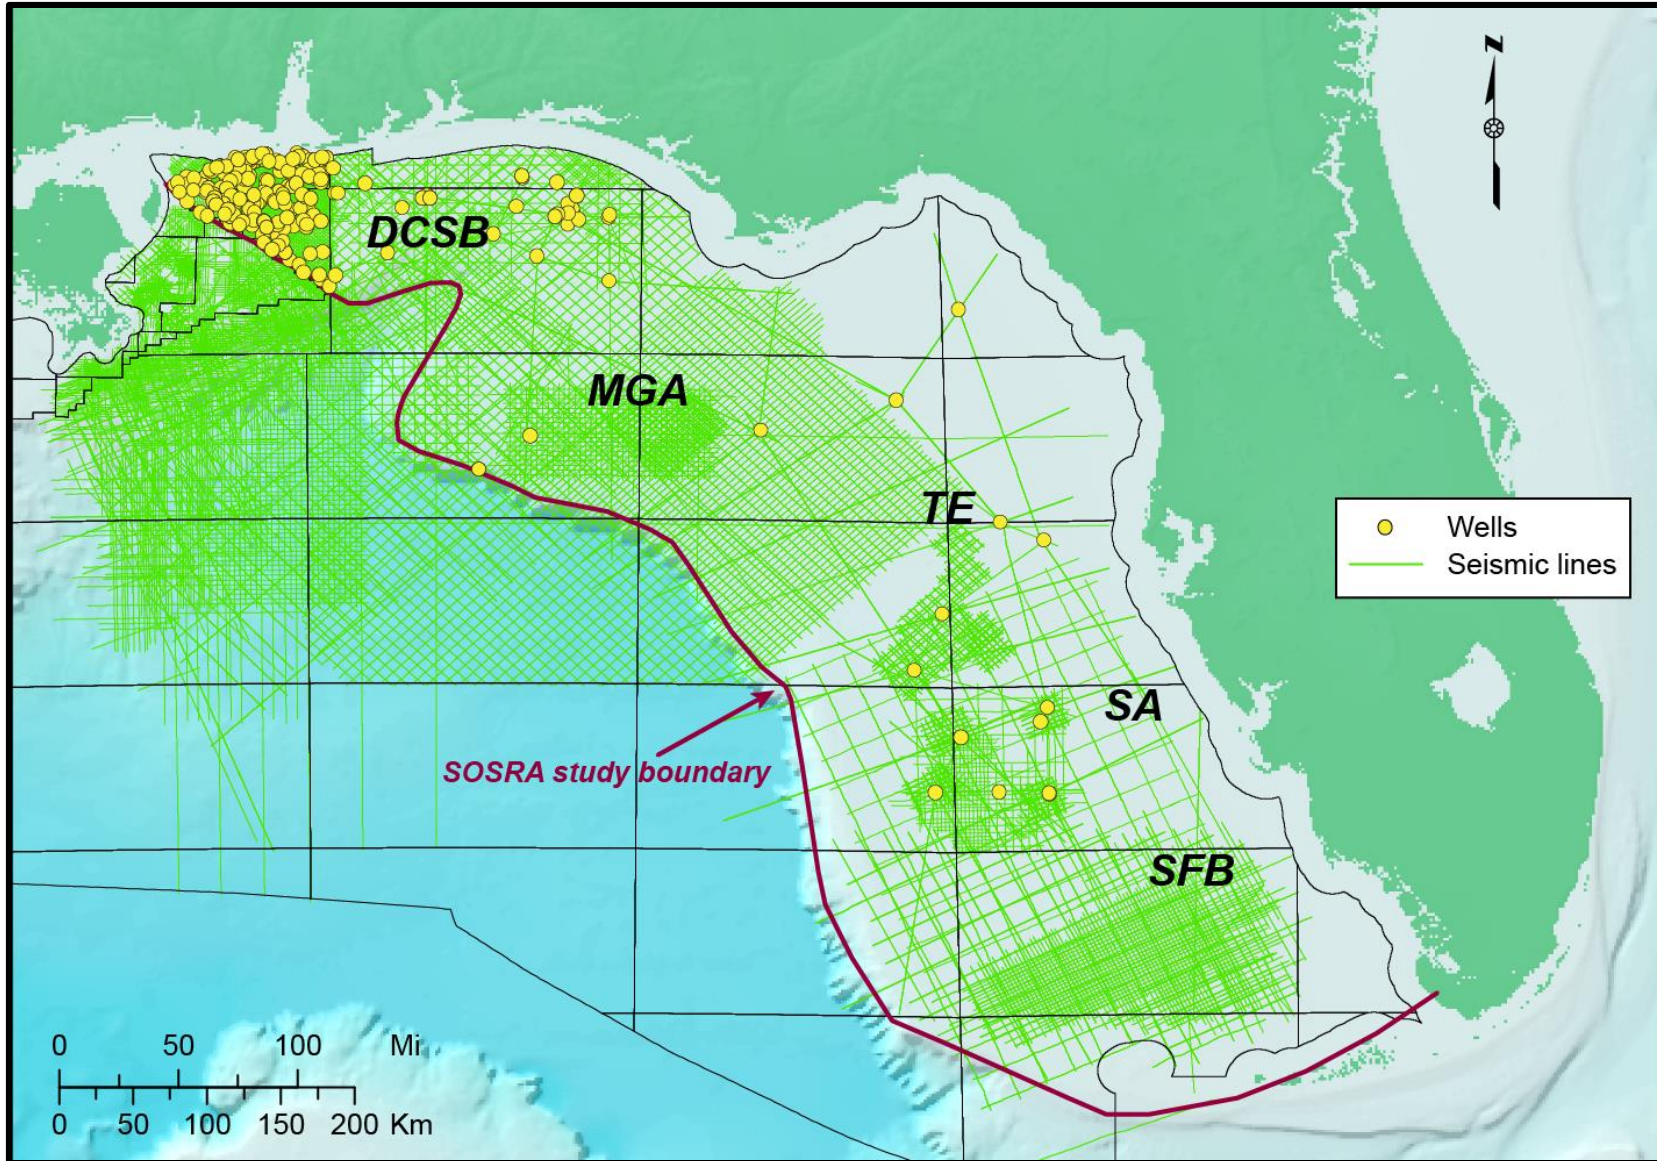 N
DCSB
MGA
TE
Wells
Seismic lines
SA
SOSRA study boundary
SFB
0 50 100 Mi
0 50 100 150 200 Km